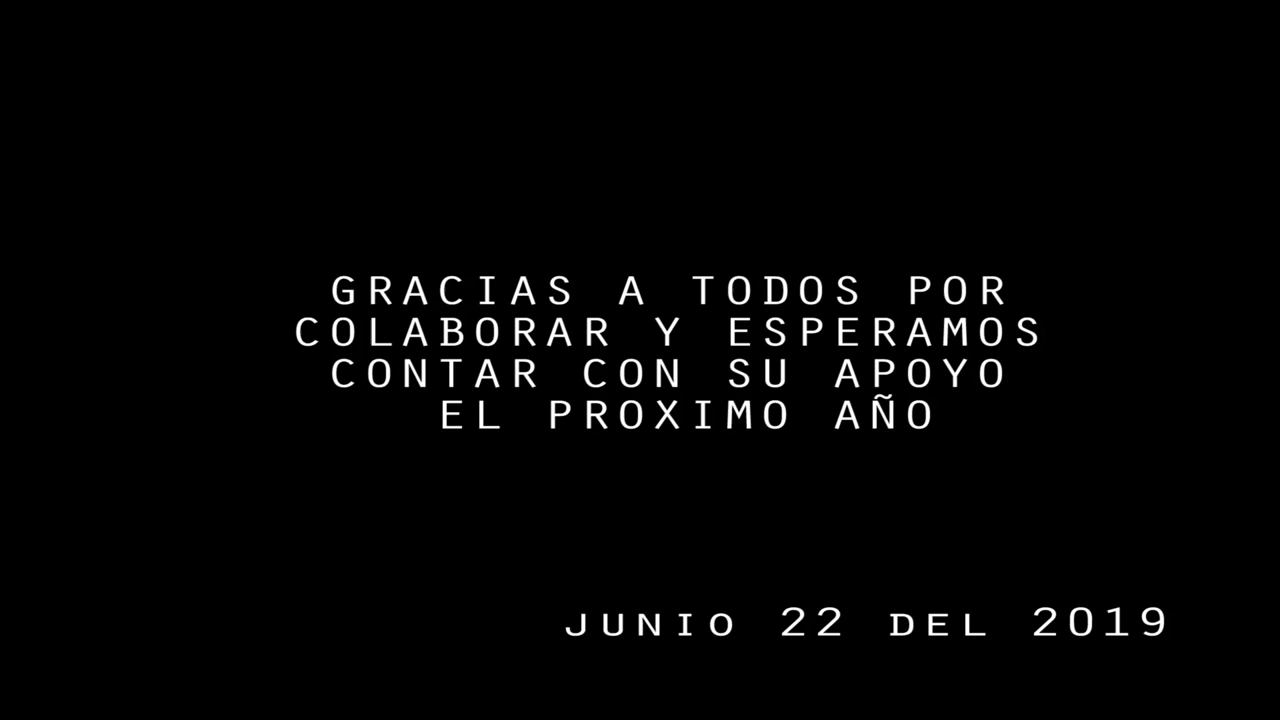 GRACIAS A TODOS POR
COLABORAR Y ESPERAMOS
CONTAR CON SU APOYO
EL PROXIMO AÑO
JUNIO 22 DEL 2019